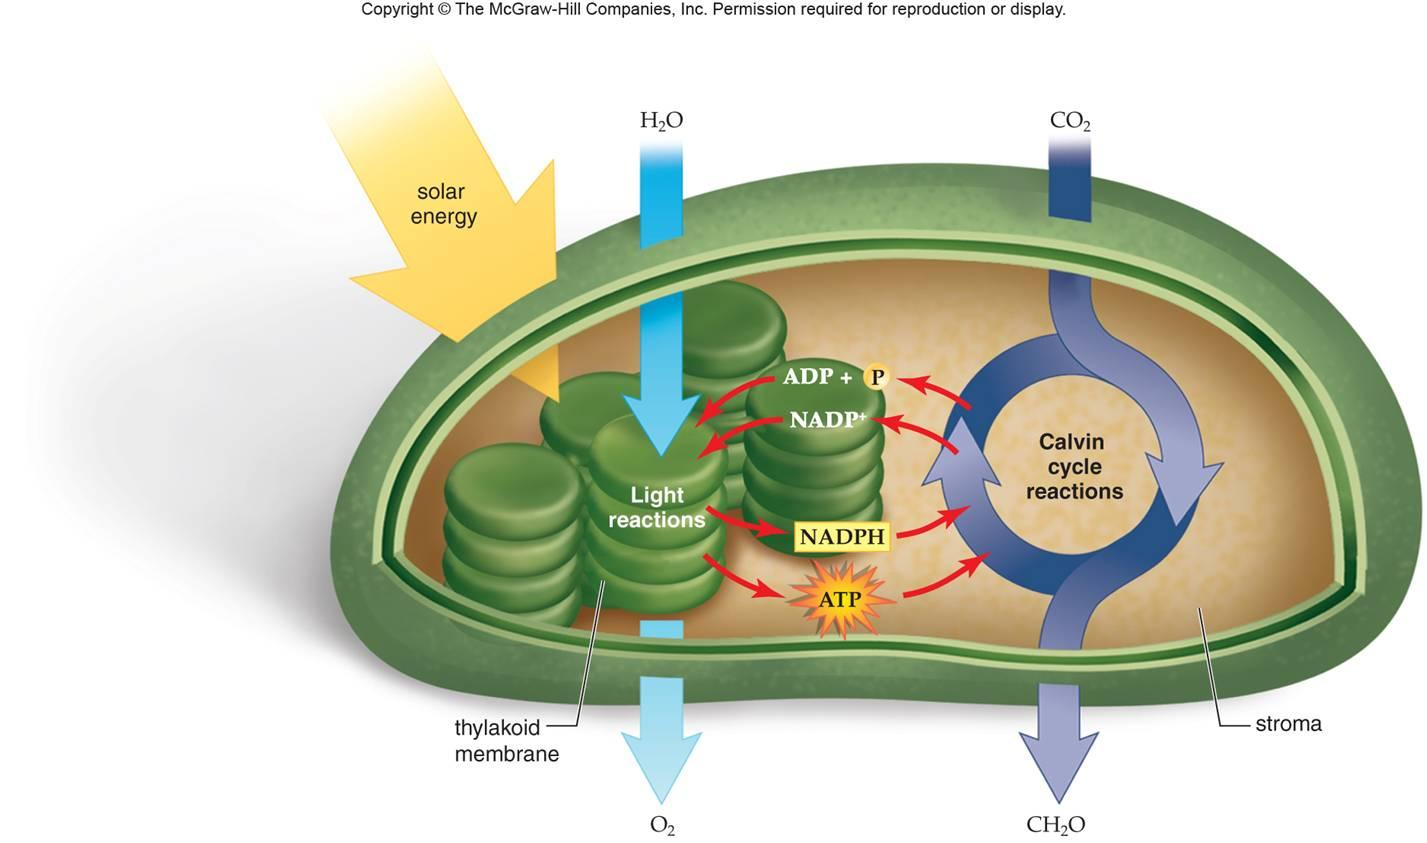 Copyright © The McGraw-Hill Companies, Inc. Permission required for reproduction or display.
H₂O
CO₂
solar
energy
ADP + P
NADP⁺
Calvin
cycle
reactions
Light
reactions
NADPH
ATP
thylakoid
membrane
stroma
O₂
CH₂O